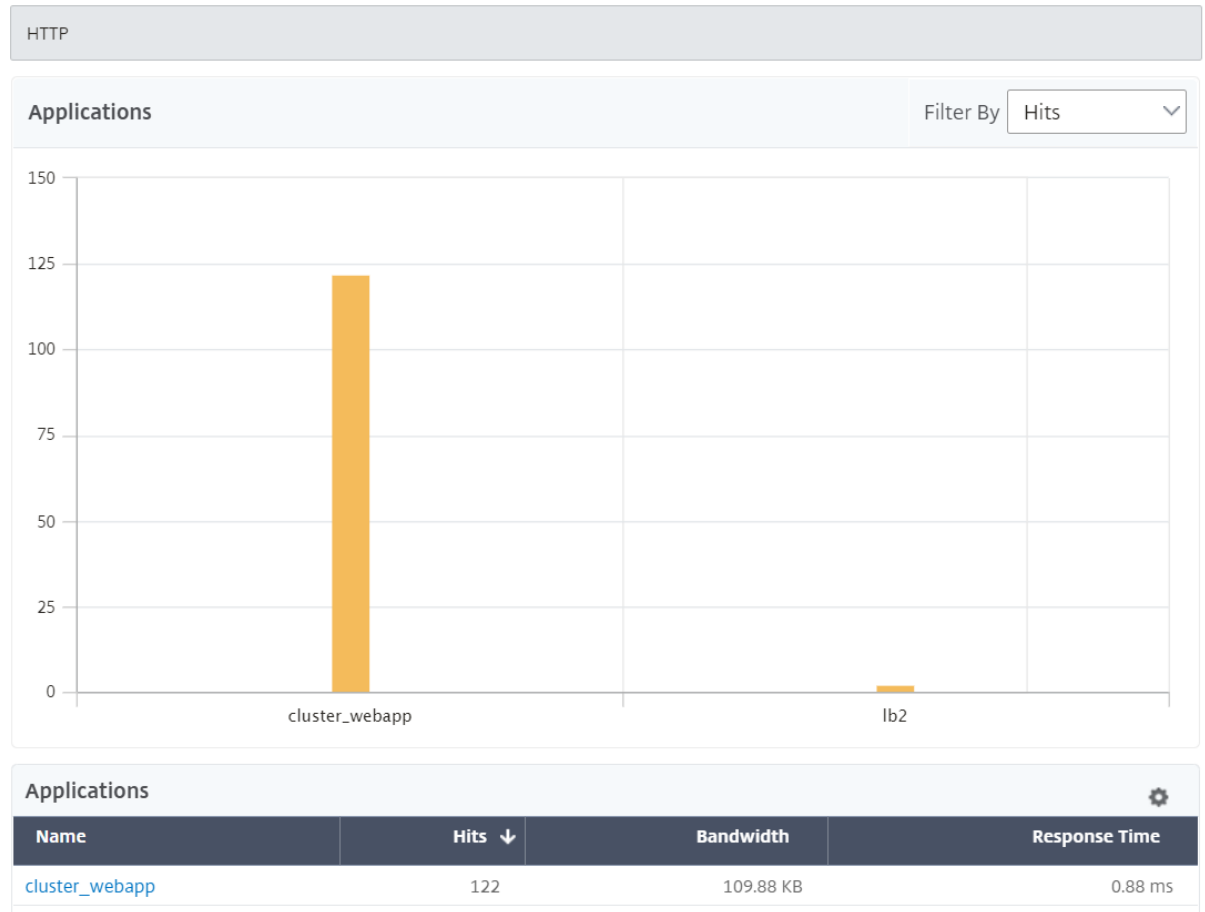 HTTP
Applications Filter By Hits
150
125
100
75
50
25
0
cluster_webapp lb2
Applications
Name Hits Bandwidth Response Time
cluster_webapp 122 109.88 KB 0.88 ms